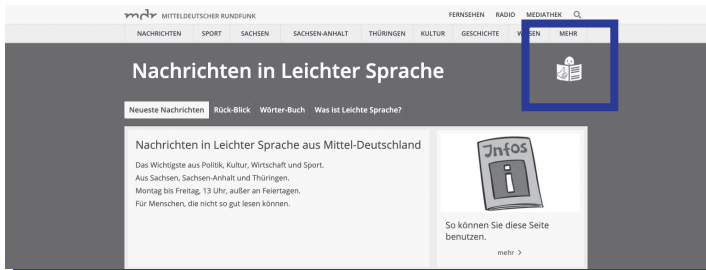 mdr MITTELDEUTSCHER RUNDFUNK FERNSEHEN RADIO MEDIATHEK
NACHRICHTEN SPORT SACHSEN SACHSEN-ANHALT THÜRINGEN KULTUR GESCHICHTE WISSEN MEHR
Nachrichten in Leichter Sprache
Neueste Nachrichten Rück-Blick Wörter-Buch Was ist Leichte Sprache?
Nachrichten in Leichter Sprache aus Mittel-Deutschland
Das Wichtigste aus Politik, Kultur, Wirtschaft und Sport.
Aus Sachsen, Sachsen-Anhalt und Thüringen.
Montag bis Freitag, 13 Uhr, außer an Feiertagen.
Für Menschen, die nicht so gut lesen können.
Infos
i
So können Sie diese Seite
benutzen.
mehr >